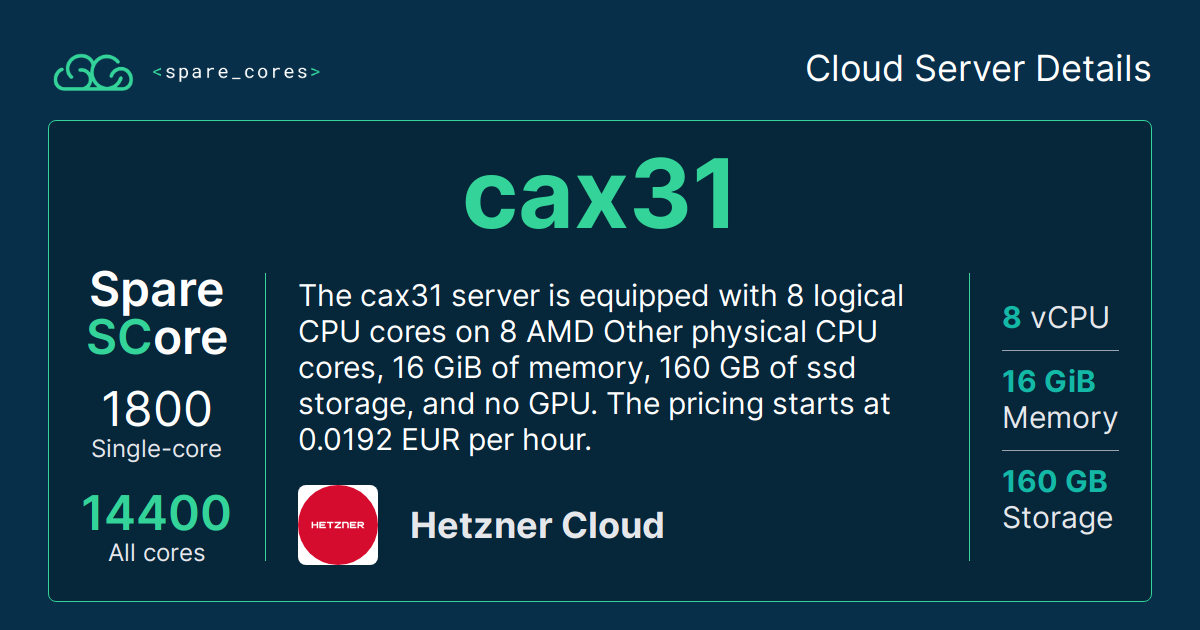 <spare_cores>
Cloud Server Details
cax31
Spare
SCore
1800
Single-core
14400
All cores
The cax31 server is equipped with 8 logical
CPU cores on 8 AMD Other physical CPU
cores, 16 GiB of memory, 160 GB of ssd
storage, and no GPU. The pricing starts at
0.0192 EUR per hour.
HETZNER
Hetzner Cloud
8 vCPU
16 GiB
Memory
160 GB
Storage